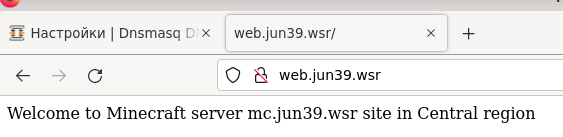 Настройки | Dnsmasq D
web.jun39.wsr/
web.jun39.wsr
Welcome to Minecraft server mc.jun39.wsr site in Central region